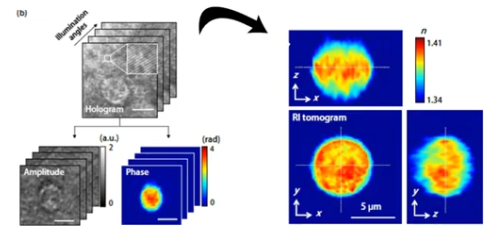 (b)
Illumination
angles
Hologram
(a.u.)
2
0
Amplitude
(rad)
4
0
Phase
n
1.41
1.34
z
x
RI tomogram
y
x
5 μm
y
z